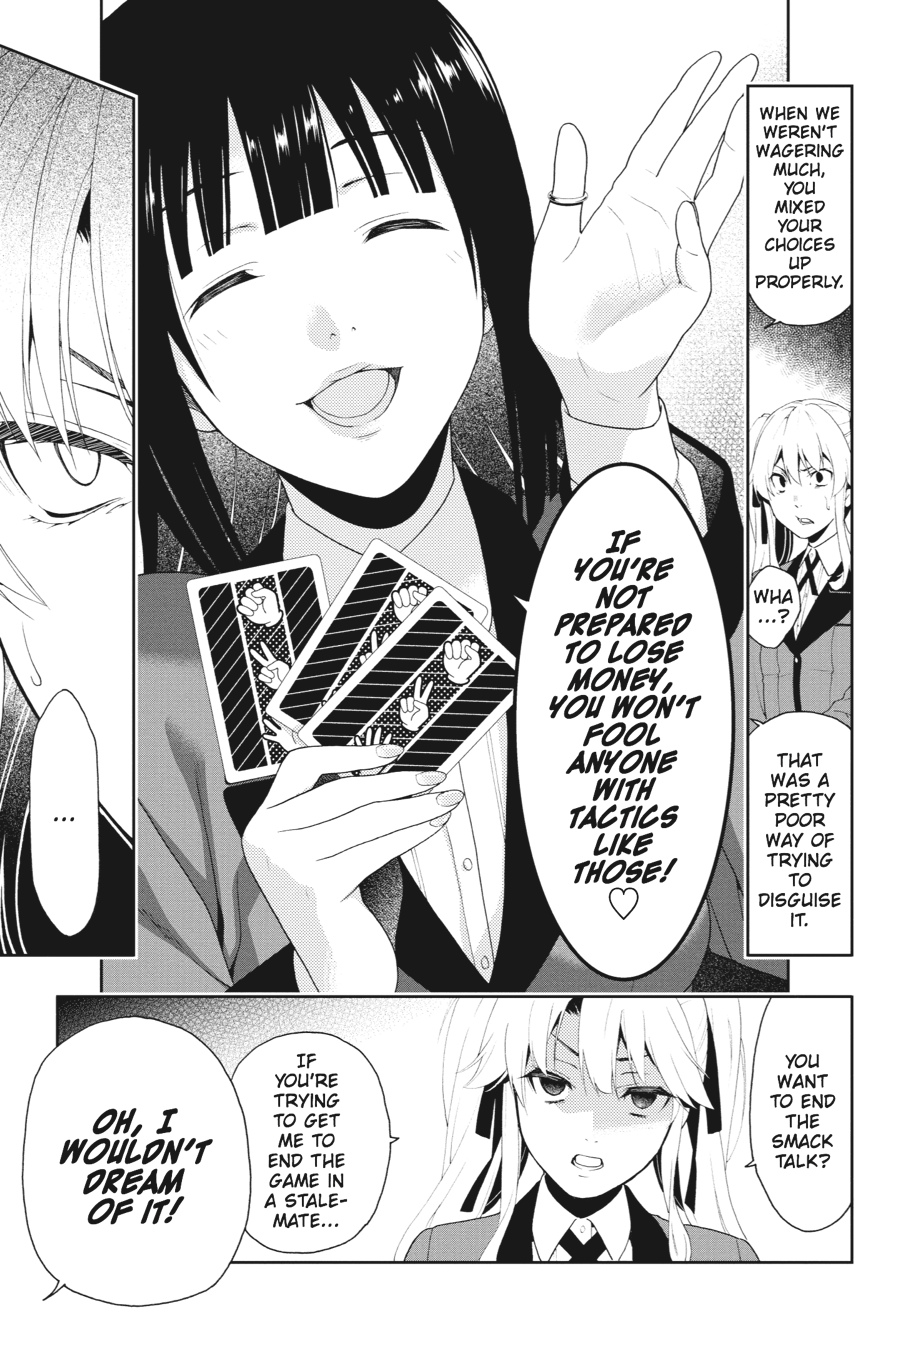 WHEN WE
WEREN'T
WAGERING
MUCH,
YOU
MIXED
YOUR
CHOICES
UP
PROPERLY.
WHA
...?
THAT
WAS A
PRETTY
POOR
WAY OF
TRYING
TO
DISGUISE
IT.
IF
YOU'RE
NOT
PREPARED
TO LOSE
MONEY,
YOU WON'T
FOOL
ANYONE
WITH
TACTICS
LIKE
THOSE!
♡
...
YOU
WANT
TO END
THE
SMACK
TALK?
IF
YOU'RE
TRYING
TO GET
ME TO
END THE
GAME IN
A STALE-
MATE...
OH, I
WOULDN'T
DREAM
OF IT!